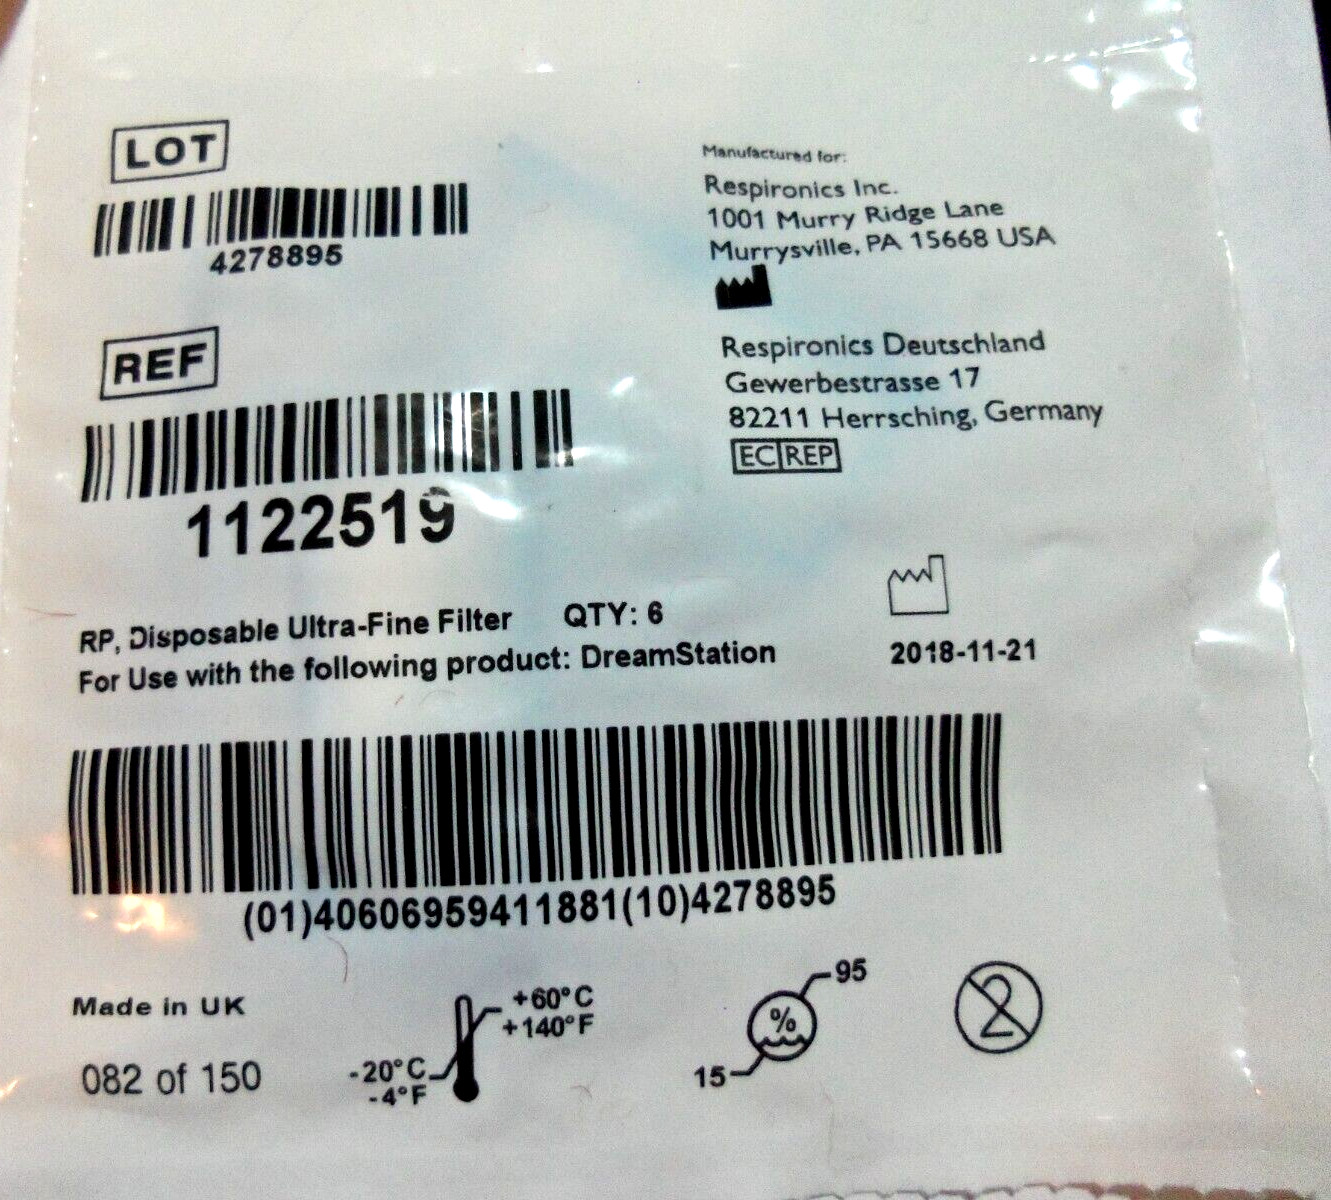 LOT
4278895
REF
1122519
Manufactured for:
Respironics Inc.
1001 Murry Ridge Lane
Murrysville, PA 15668 USA
Respironics Deutschland
Gewerbestrasse 17
82211 Herrsching, Germany
EC REP
RP, Disposable Ultra-Fine Filter QTY: 6
For Use with the following product: DreamStation
2018-11-21
(01)40606959411881(10)4278895
Made in UK
082 of 150
+60°C
+140°F
-20°C
-4°F
95
%
15
2